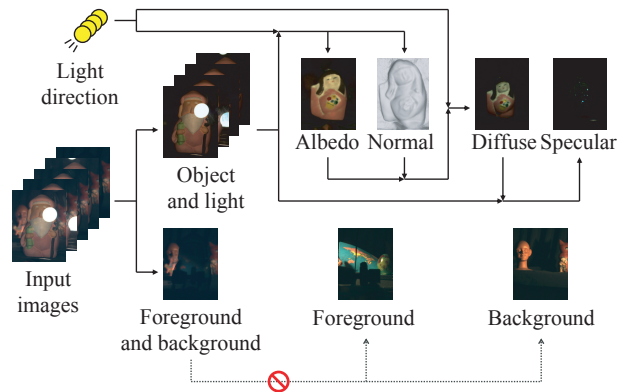 Light
direction
Albedo
Normal
Diffuse
Specular
Object
and light
Input
images
Foreground
and background
Foreground
Background